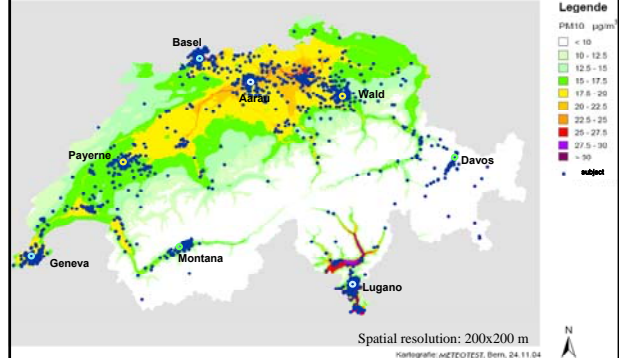 Legende
PM10 µg/m³
< 10
10 - 12.5
12.5 - 15
15 - 17.5
17.5 - 20
20 - 22.5
22.5 - 25
25 - 27.5
27.5 - 30
> 30
subject
Basel
Aarau
Wald
Payerne
Davos
Geneva
Montana
Lugano
Spatial resolution: 200x200 m
Kartografie: METEOTEST, Bern, 24.11.04
N